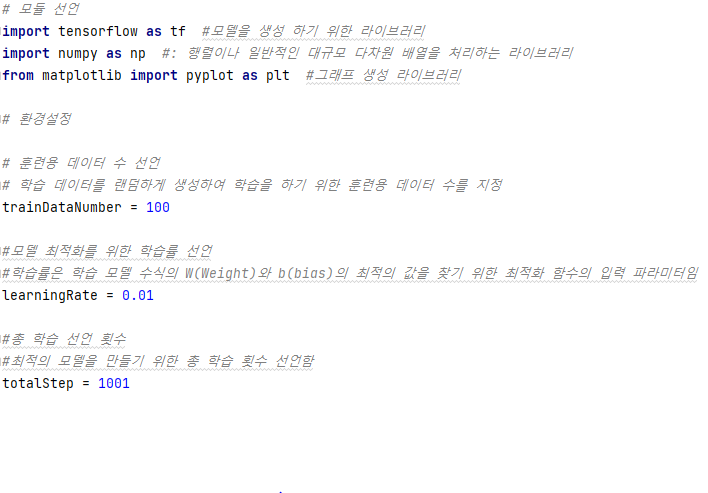 # 모듈 선언
import tensorflow as tf  #모델을 생성 하기 위한 라이브러리
import numpy as np  #: 행렬이나 일반적인 대규모 다차원 배열을 처리하는 라이브러리
from matplotlib import pyplot as plt  #그래프 생성 라이브러리
# 환경설정
# 훈련용 데이터 수 선언
# 학습 데이터를 랜덤하게 생성하여 학습을 하기 위한 훈련용 데이터 수를 지정
trainDataNumber = 100
#모델 최적화를 위한 학습률 선언
#학습률은 학습 모델 수식의 W(Weight)와 b(bias)의 최적의 값을 찾기 위한 최적화 함수의 입력 파라미터임
learningRate = 0.01
#총 학습 선언 횟수
#최적의 모델을 만들기 위한 총 학습 횟수 선언함
totalStep = 1001